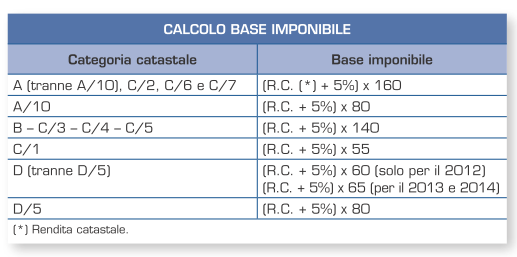 CALCOLO BASE IMPONIBILE
Categoria catastale Base imponibile
A (tranne A/10), C/2, C/6 e C/7 (R.C. (*) + 5%) x 160
A/10 (R.C. + 5%) x 80
B – C/3 – C/4 – C/5 (R.C. + 5%) x 140
C/1 (R.C. + 5%) x 55
D (tranne D/5) (R.C. + 5%) x 60 (solo per il 2012)
(R.C. + 5%) x 65 (per il 2013 e 2014)
D/5 (R.C. + 5%) x 80
(*) Rendita catastale.